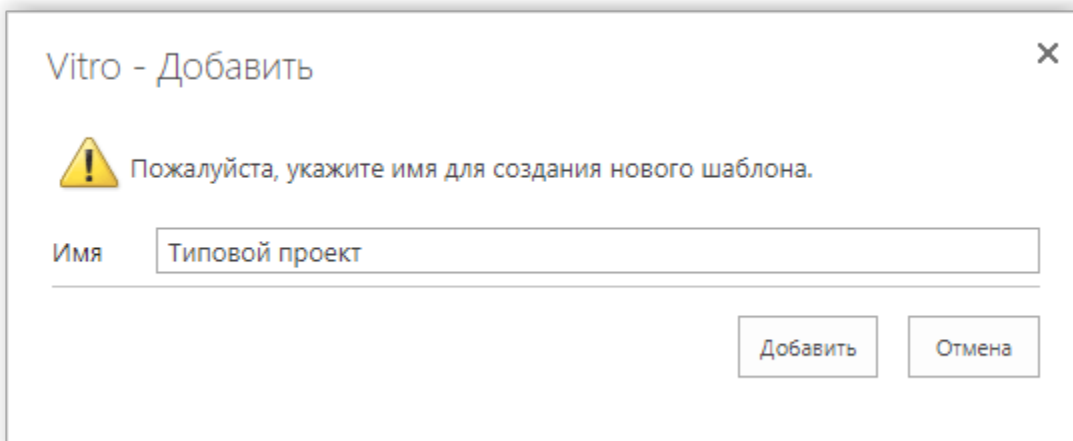 Vitro - Добавить
Пожалуйста, укажите имя для создания нового шаблона.
Имя Типовой проект
Добавить Отмена